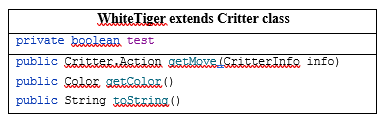 WhiteTiger extends Critter class
private boolean test
public Critter.Action getMove(CritterInfo info)
public Color getColor()
public String toString()